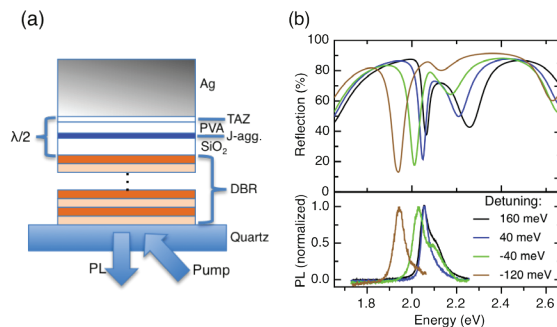 (a)
Ag
TAZ
PVA
J-agg.
SiO2
λ/2
DBR
Quartz
PL
Pump
(b)
Reflection (%)
100
80
60
40
20
0
PL (normalized)
1.0
0.5
0.0
Detuning:
160 meV
40 meV
-40 meV
-120 meV
1.8
2.0
2.2
2.4
2.6
Energy (eV)